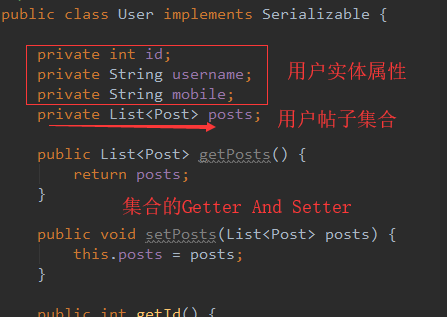 public class User implements Serializable {
private int id;
private String username;
private String mobile;
用户实体属性
private List<Post> posts;
用户帖子集合
public List<Post> getPosts() {
return posts;
}
集合的Getter And Setter
public void setPosts(List<Post> posts) {
this.posts = posts;
}
public int getId() {